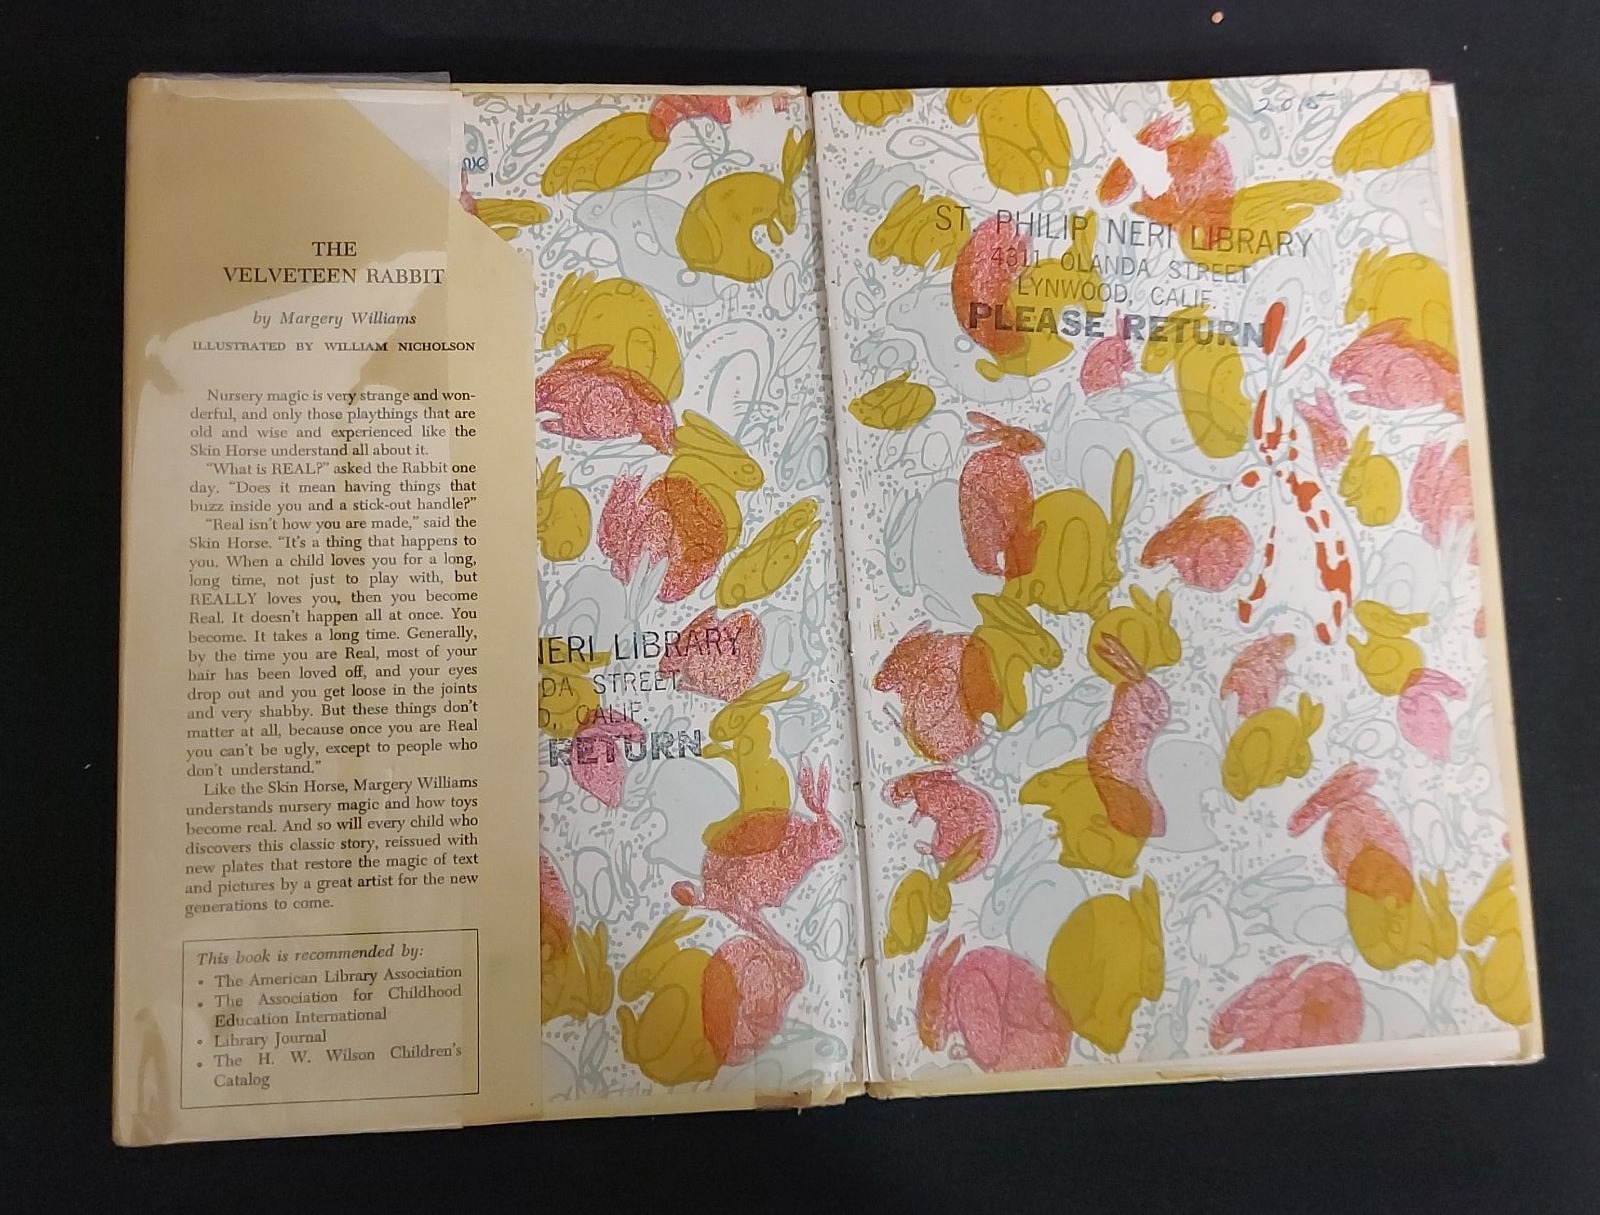 THE
VELVETEEN RABBIT
by Margery Williams
ILLUSTRATED BY WILLIAM NICHOLSON
Nursery magic is very strange and won-
derful, and only those playthings that are
old and wise and experienced like the
Skin Horse understand all about it.
"What is REAL?" asked the Rabbit one
day. "Does it mean having things that
buzz inside you and a stick-out handle?"
"Real isn't how you are made," said the
Skin Horse. "It's a thing that happens to
you. When a child loves you for a long,
long time, not just to play with, but
REALLY loves you, then you become
Real. It doesn't happen all at once. You
become. It takes a long time. Generally,
by the time you are Real, most of your
hair has been loved off, and your eyes
drop out and you get loose in the joints
and very shabby. But these things don't
matter at all, because once you are Real
you can't be ugly, except to people who
don't understand."
Like the Skin Horse, Margery Williams
understands nursery magic and how toys
become real. And so will every child who
discovers this classic story, reissued with
new plates that restore the magic of text
and pictures by a great artist for the new
generations to come.
This book is recommended by:
• The American Library Association
• The Association for Childhood
Education International
• Library Journal
• The H. W. Wilson Children's
Catalog
NERI LIBRARY
DA STREET
D., CALIF.
RETURN
2015
ST. PHILIP NERI LIBRARY
4311 OLANDA STREET
LYNWOOD, CALIF.
PLEASE RETURN